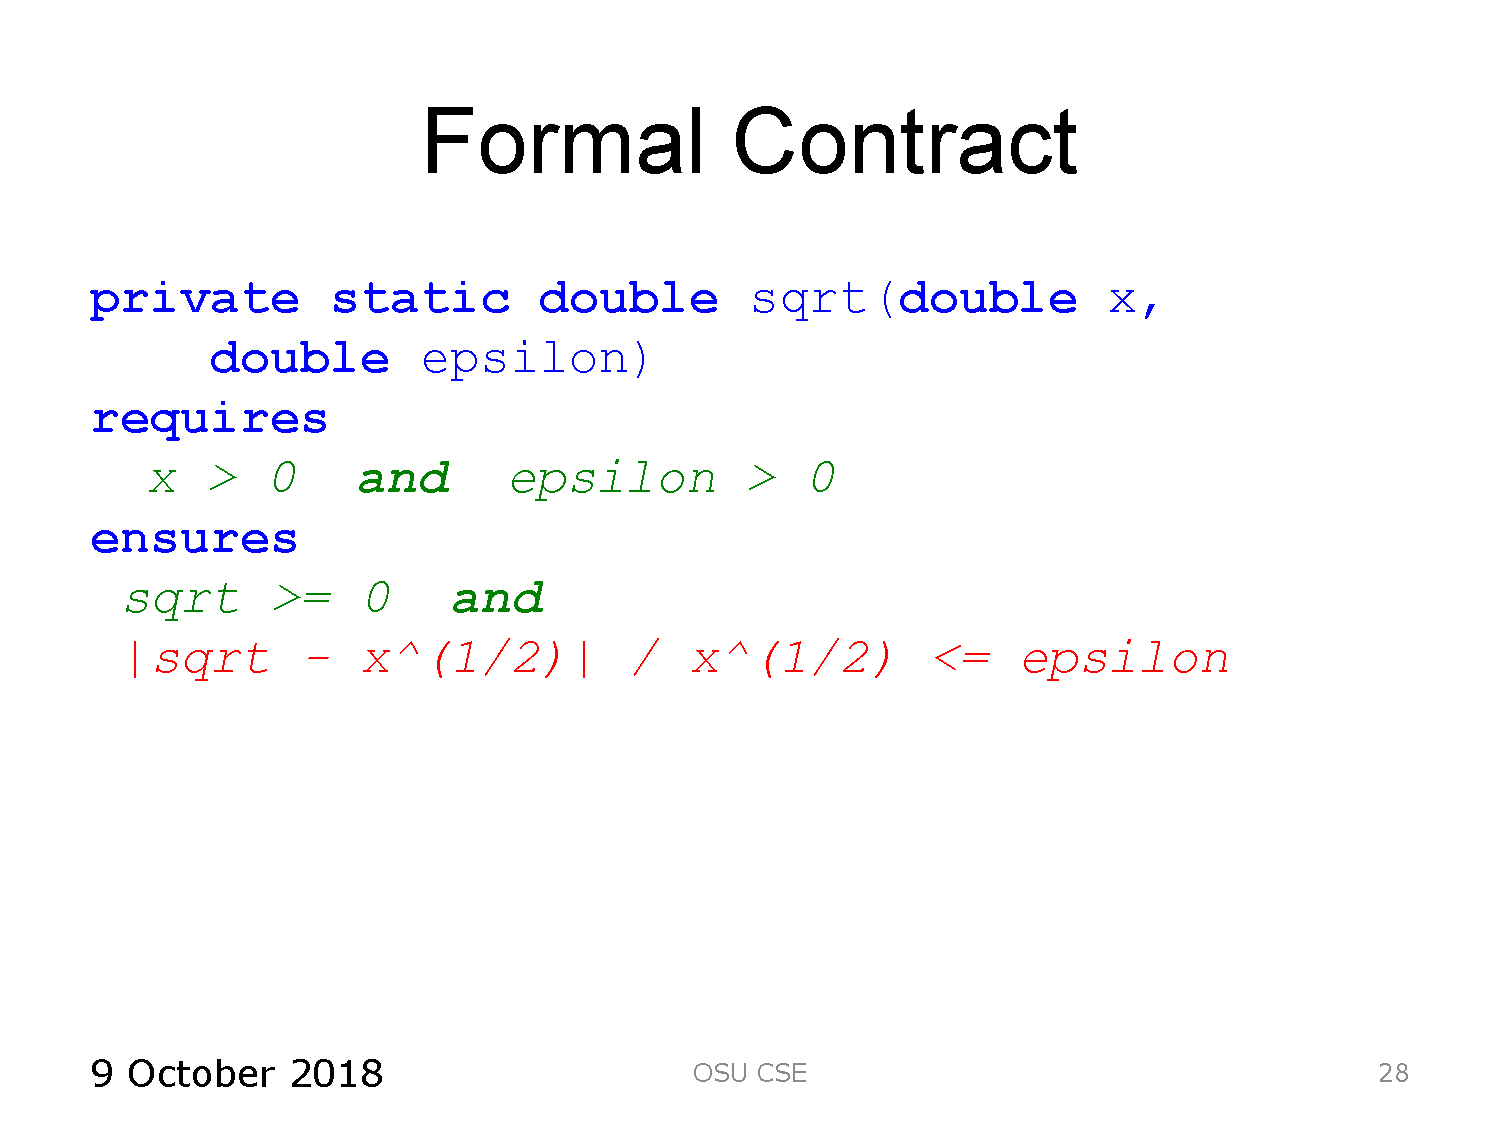 Formal Contract
private static double sqrt(double x,
double epsilon)
requires
x > 0 and epsilon > 0
ensures
sqrt >= 0 and
|sqrt - x^(1/2)| / x^(1/2) <= epsilon
9 October 2018
OSU CSE
28